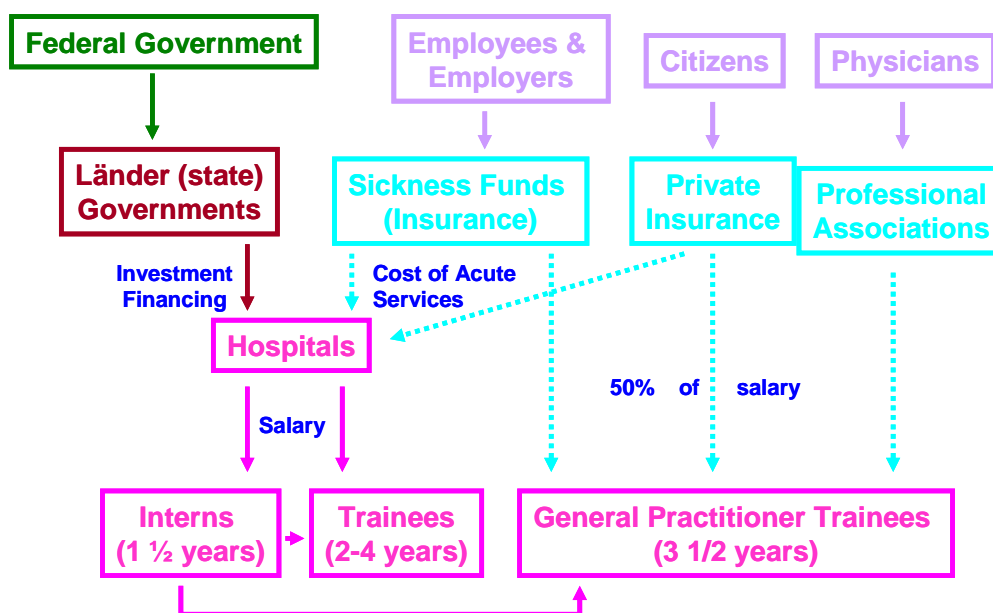 Federal Government
Employees &
Employers
Citizens
Physicians
Länder (state)
Governments
Sickness Funds
(Insurance)
Private
Insurance
Professional
Associations
Investment
Financing
Cost of Acute
Services
Hospitals
50% of salary
Salary
Interns
(1 ½ years)
Trainees
(2-4 years)
General Practitioner Trainees
(3 1/2 years)